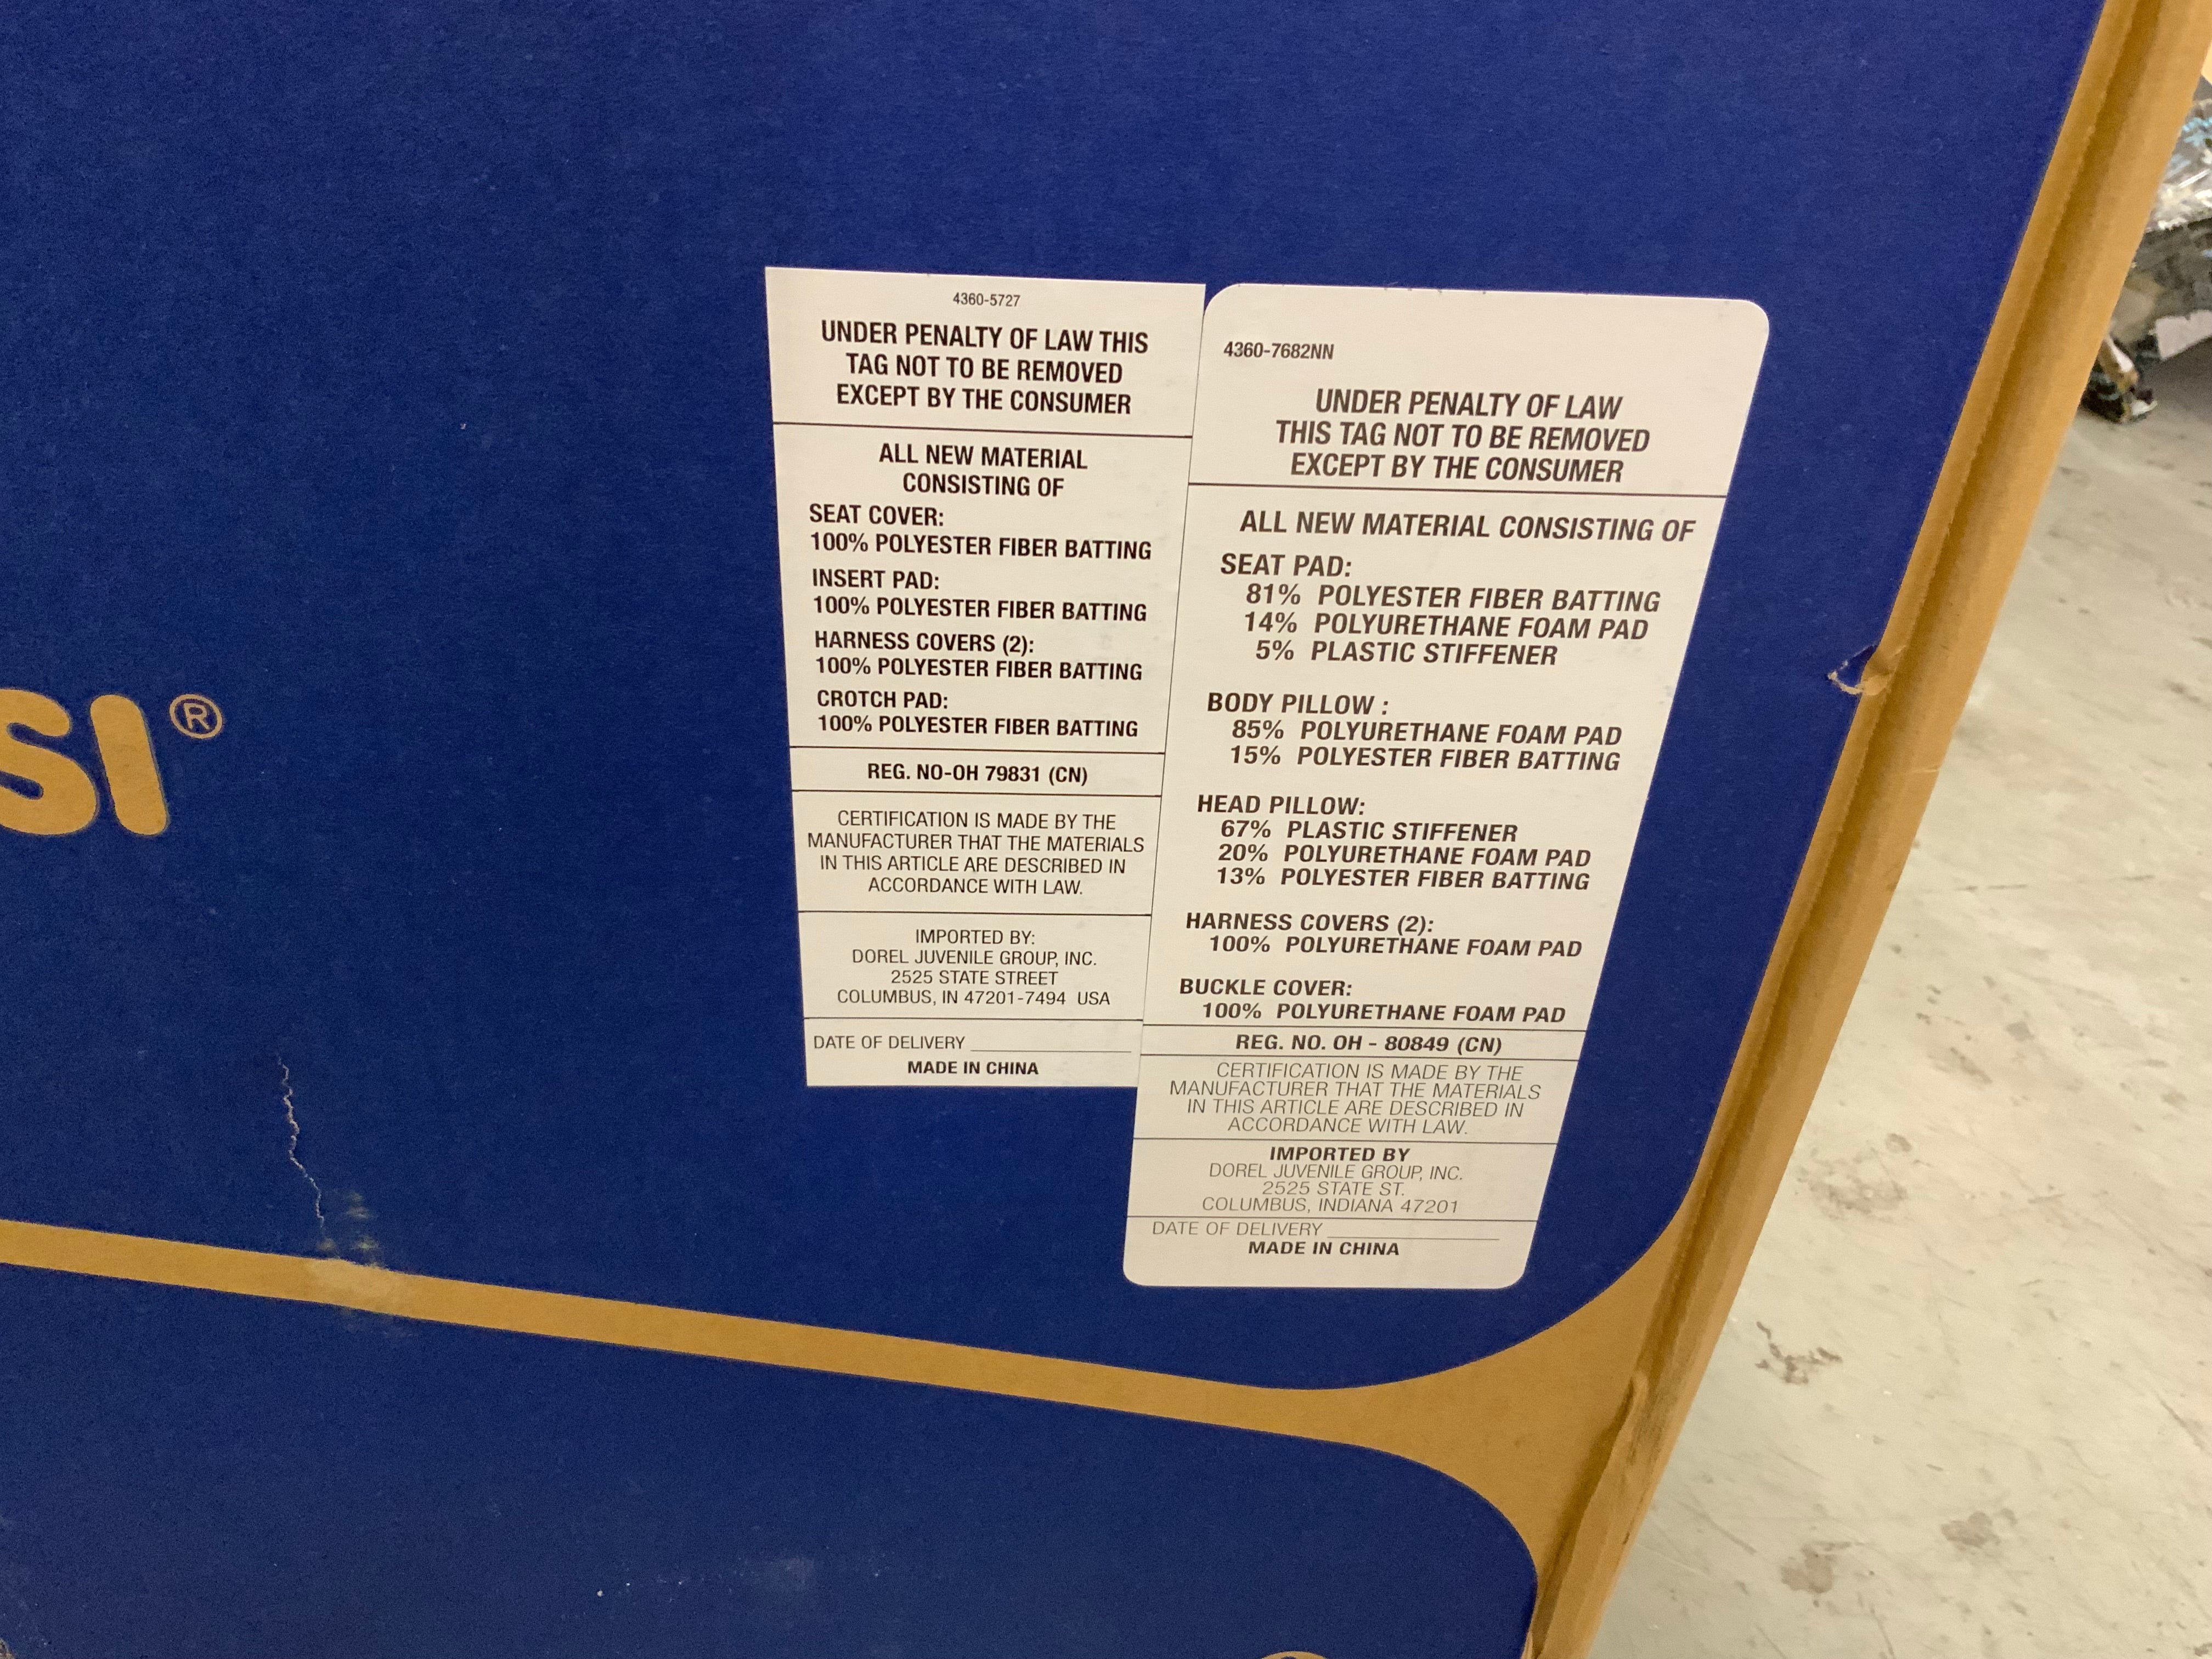 SI®
4360-5727
UNDER PENALTY OF LAW THIS
TAG NOT TO BE REMOVED
EXCEPT BY THE CONSUMER
ALL NEW MATERIAL
CONSISTING OF
SEAT COVER:
100% POLYESTER FIBER BATTING
INSERT PAD:
100% POLYESTER FIBER BATTING
HARNESS COVERS (2):
100% POLYESTER FIBER BATTING
CROTCH PAD:
100% POLYESTER FIBER BATTING
REG. NO-OH 79831 (CN)
CERTIFICATION IS MADE BY THE
MANUFACTURER THAT THE MATERIALS
IN THIS ARTICLE ARE DESCRIBED IN
ACCORDANCE WITH LAW.
IMPORTED BY:
DOREL JUVENILE GROUP, INC.
2525 STATE STREET
COLUMBUS, IN 47201-7494 USA
DATE OF DELIVERY
MADE IN CHINA
4360-7682NN
UNDER PENALTY OF LAW
THIS TAG NOT TO BE REMOVED
EXCEPT BY THE CONSUMER
ALL NEW MATERIAL CONSISTING OF
SEAT PAD:
81% POLYESTER FIBER BATTING
14% POLYURETHANE FOAM PAD
5% PLASTIC STIFFENER
BODY PILLOW :
85% POLYURETHANE FOAM PAD
15% POLYESTER FIBER BATTING
HEAD PILLOW:
67% PLASTIC STIFFENER
20% POLYURETHANE FOAM PAD
13% POLYESTER FIBER BATTING
HARNESS COVERS (2):
100% POLYURETHANE FOAM PAD
BUCKLE COVER:
100% POLYURETHANE FOAM PAD
REG. NO. OH - 80849 (CN)
CERTIFICATION IS MADE BY THE
MANUFACTURER THAT THE MATERIALS
IN THIS ARTICLE ARE DESCRIBED IN
ACCORDANCE WITH LAW.
IMPORTED BY
DOREL JUVENILE GROUP, INC.
2525 STATE ST.
COLUMBUS, INDIANA 47201
DATE OF DELIVERY
MADE IN CHINA